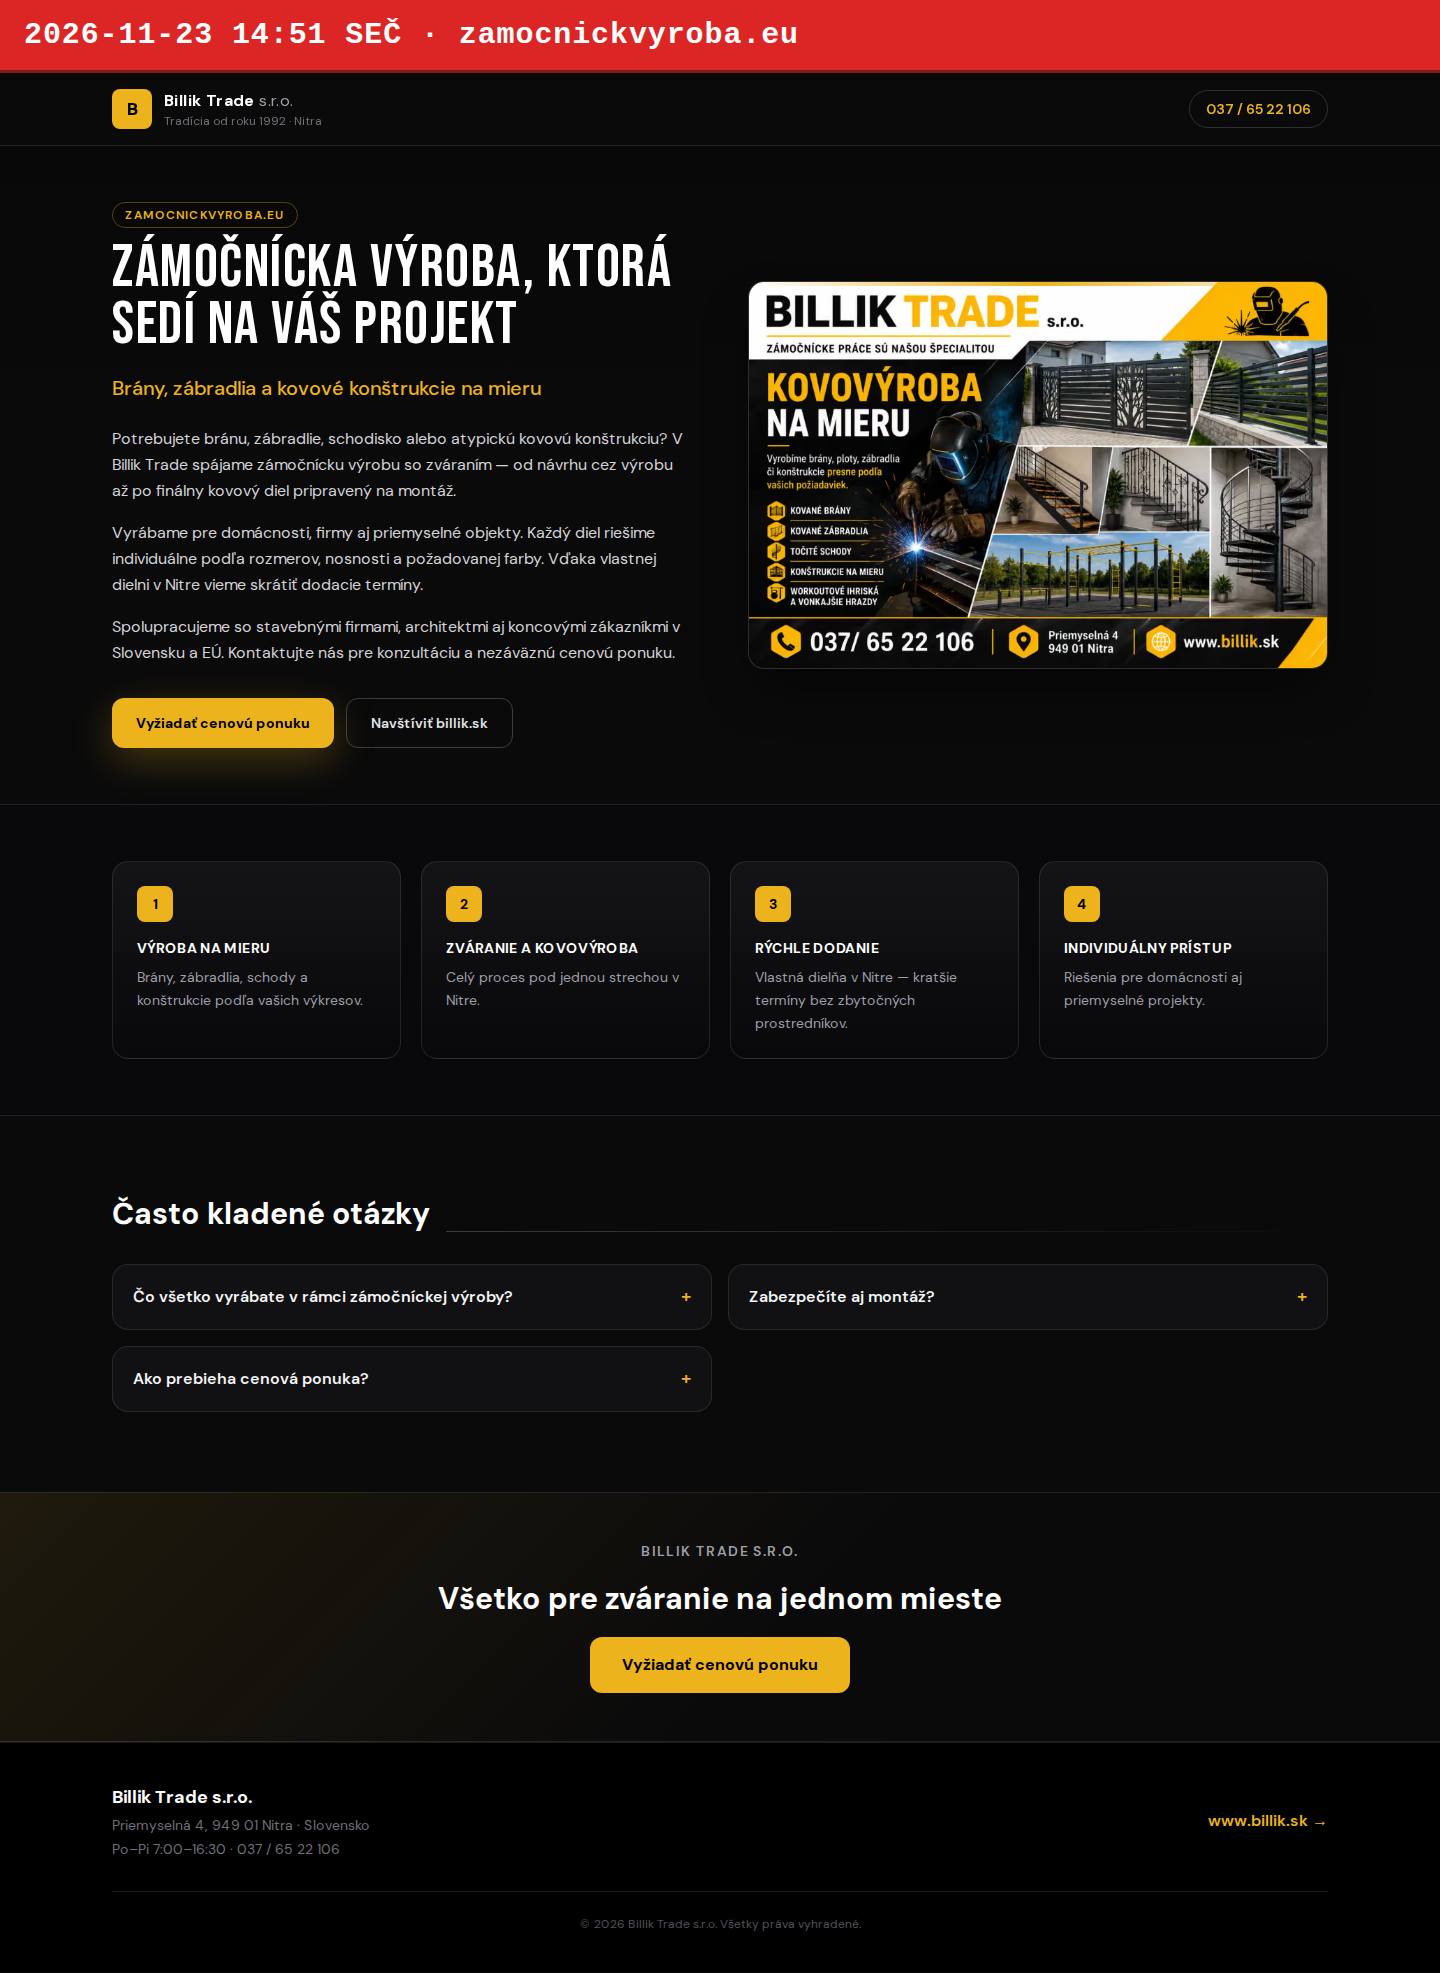 2026-11-23 14:51 SEČ · zamocnickvyroba.eu
B
Billik Trade s.r.o.
Tradícia od roku 1992 · Nitra
037 / 65 22 106
ZAMOCNICKVYROBA.EU
ZÁMOČNÍCKA VÝROBA, KTORÁ
SEDÍ NA VÁŠ PROJEKT
Brány, zábradlia a kovové konštrukcie na mieru
Potrebujete bránu, zábradlie, schodisko alebo atypickú kovovú konštrukciu? V
Billik Trade spájame zámočnícku výrobu so zváraním — od návrhu cez výrobu
až po finálny kovový diel pripravený na montáž.
Vyrábame pre domácnosti, firmy aj priemyselné objekty. Každý diel riešime
individuálne podľa rozmerov, nosnosti a požadovanej farby. Vďaka vlastnej
dielni v Nitre vieme skrátiť dodacie termíny.
Spolupracujeme so stavebnými firmami, architektmi aj koncovými zákazníkmi v
Slovensku a EÚ. Kontaktujte nás pre konzultáciu a nezáväznú cenovú ponuku.
Vyžiadať cenovú ponuku
Navštíviť billik.sk
BILLIK TRADE s.r.o.
ZÁMOČNÍCKE PRÁCE SÚ NAŠOU ŠPECIALITOU
KOVOVÝROBA
NA MIERU
Vyrobíme brány, ploty, zábradlia
či konštrukcie presne podľa
vašich požiadaviek.
KOVANÉ BRÁNY
KOVANÉ ZÁBRADLIA
TOČITÉ SCHODY
KONŠTRUKCIE NA MIERU
WORKOUTOVÉ IHRISKÁ
A VONKAJŠIE HRAZDY
037/ 65 22 106
Priemyselná 4
949 01 Nitra
www.billik.sk
1
VÝROBA NA MIERU
Brány, zábradlia, schody a
konštrukcie podľa vašich výkresov.
2
ZVÁRANIE A KOVOVÝROBA
Celý proces pod jednou strechou v
Nitre.
3
RÝCHLE DODANIE
Vlastná dielňa v Nitre — kratšie
termíny bez zbytočných
prostredníkov.
4
INDIVIDUÁLNY PRÍSTUP
Riešenia pre domácnosti aj
priemyselné projekty.
Často kladené otázky
Čo všetko vyrábate v rámci zámočníckej výroby? +
Zabezpečíte aj montáž? +
Ako prebieha cenová ponuka? +
BILLIK TRADE S.R.O.
Všetko pre zváranie na jednom mieste
Vyžiadať cenovú ponuku
Billik Trade s.r.o.
Priemyselná 4, 949 01 Nitra · Slovensko
Po–Pi 7:00–16:30 · 037 / 65 22 106
www.billik.sk →
© 2026 Billik Trade s.r.o. Všetky práva vyhradené.